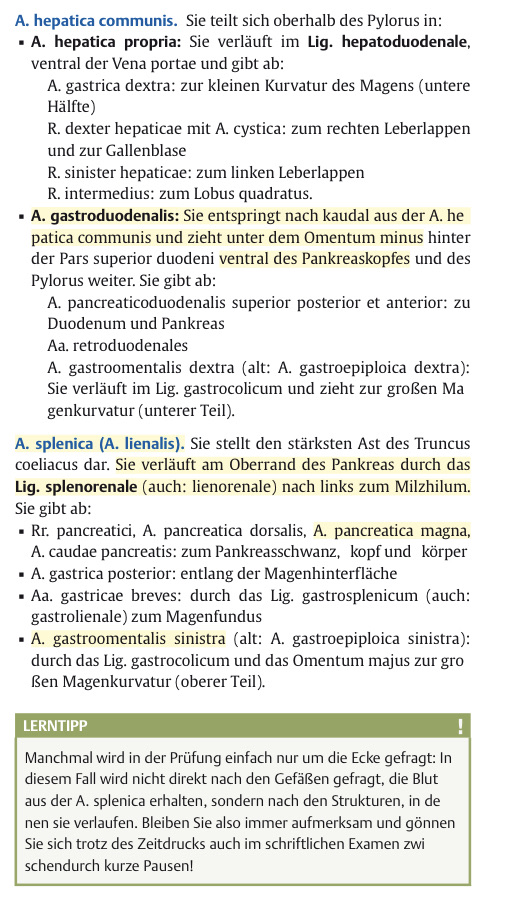 A. hepatica communis. Sie teilt sich oberhalb des Pylorus in:
▪ A. hepatica propria: Sie verläuft im Lig. hepatoduodenale,
ventral der Vena portae und gibt ab:
A. gastrica dextra: zur kleinen Kurvatur des Magens (untere
Hälfte)
R. dexter hepaticae mit A. cystica: zum rechten Leberlappen
und zur Gallenblase
R. sinister hepaticae: zum linken Leberlappen
R. intermedius: zum Lobus quadratus.
▪ A. gastroduodenalis: Sie entspringt nach kaudal aus der A. he
patica communis und zieht unter dem Omentum minus hinter
der Pars superior duodeni ventral des Pankreaskopfes und des
Pylorus weiter. Sie gibt ab:
A. pancreaticoduodenalis superior posterior et anterior: zu
Duodenum und Pankreas
Aa. retroduodenales
A. gastroomentalis dextra (alt: A. gastroepiploica dextra):
Sie verläuft im Lig. gastrocolicum und zieht zur großen Ma
genkurvatur (unterer Teil).
A. splenica (A. lienalis). Sie stellt den stärksten Ast des Truncus
coeliacus dar. Sie verläuft am Oberrand des Pankreas durch das
Lig. splenorenale (auch: lienorenale) nach links zum Milzhilum.
Sie gibt ab:
▪ Rr. pancreatici, A. pancreatica dorsalis, A. pancreatica magna,
A. caudae pancreatis: zum Pankreasschwanz, kopf und körper
▪ A. gastrica posterior: entlang der Magenhinterfläche
▪ Aa. gastricae breves: durch das Lig. gastrosplenicum (auch:
gastrolienale) zum Magenfundus
▪ A. gastroomentalis sinistra (alt: A. gastroepiploica sinistra):
durch das Lig. gastrocolicum und das Omentum majus zur gro
ßen Magenkurvatur (oberer Teil).
LERNTIPP !
Manchmal wird in der Prüfung einfach nur um die Ecke gefragt: In
diesem Fall wird nicht direkt nach den Gefäßen gefragt, die Blut
aus der A. splenica erhalten, sondern nach den Strukturen, in de
nen sie verlaufen. Bleiben Sie also immer aufmerksam und gönnen
Sie sich trotz des Zeitdrucks auch im schriftlichen Examen zwi
schendurch kurze Pausen!